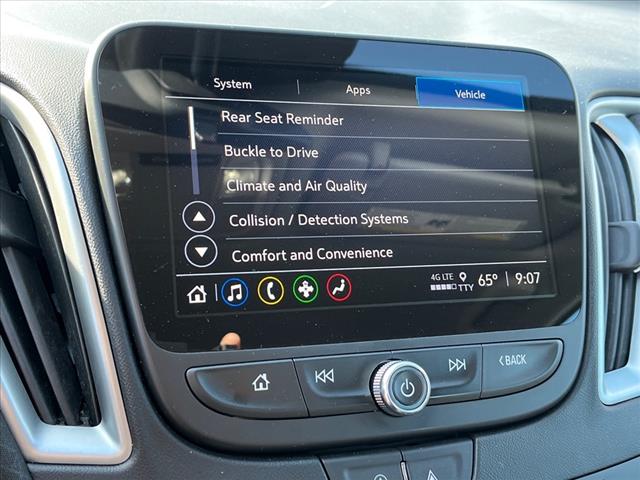 System Apps Vehicle
Rear Seat Reminder
Buckle to Drive
Climate and Air Quality
Collision / Detection Systems
Comfort and Convenience
4G LTE TTY 65° 9:07
BACK